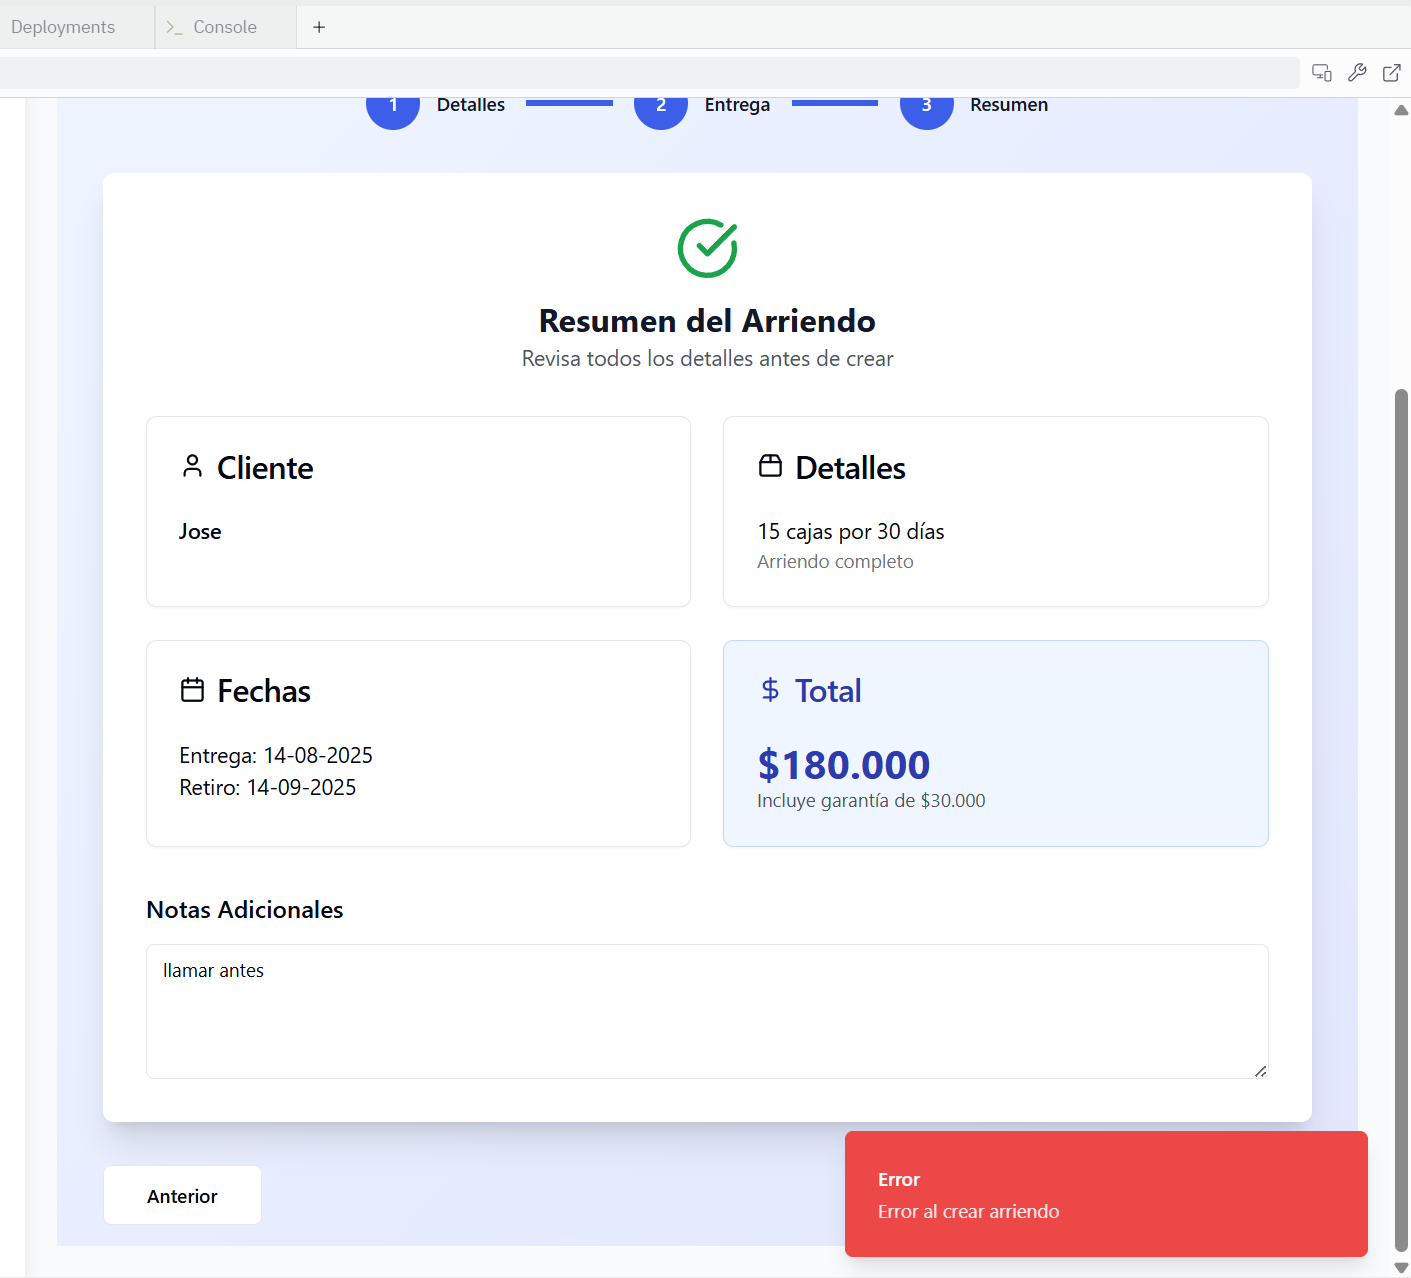 Deployments
>_ Console
+
1 Detalles 2 Entrega 3 Resumen
Resumen del Arriendo
Revisa todos los detalles antes de crear
Cliente
Jose
Detalles
15 cajas por 30 días
Arriendo completo
Fechas
Entrega: 14-08-2025
Retiro: 14-09-2025
$ Total
$180.000
Incluye garantía de $30.000
Notas Adicionales
llamar antes
Anterior
Error
Error al crear arriendo